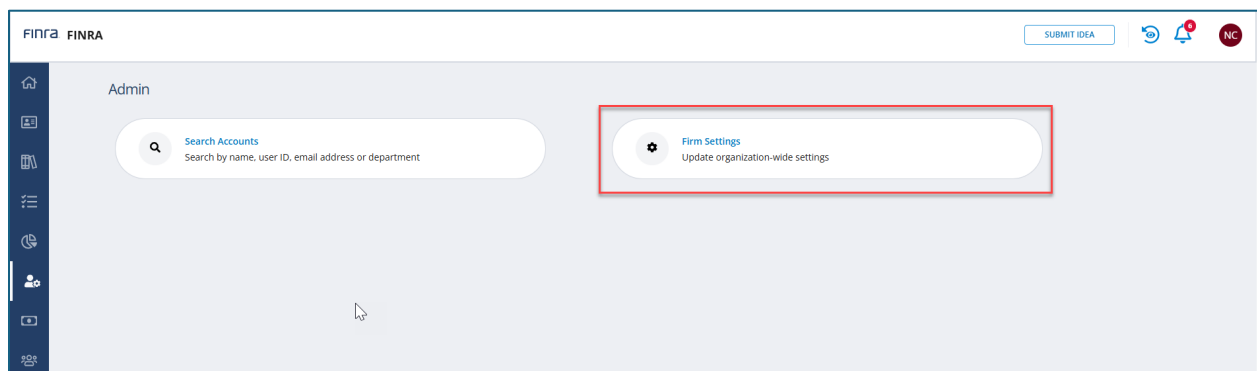 Finra FINRA
SUBMIT IDEA
6
NC
Admin
Search Accounts
Search by name, user ID, email address or department
Firm Settings
Update organization-wide settings